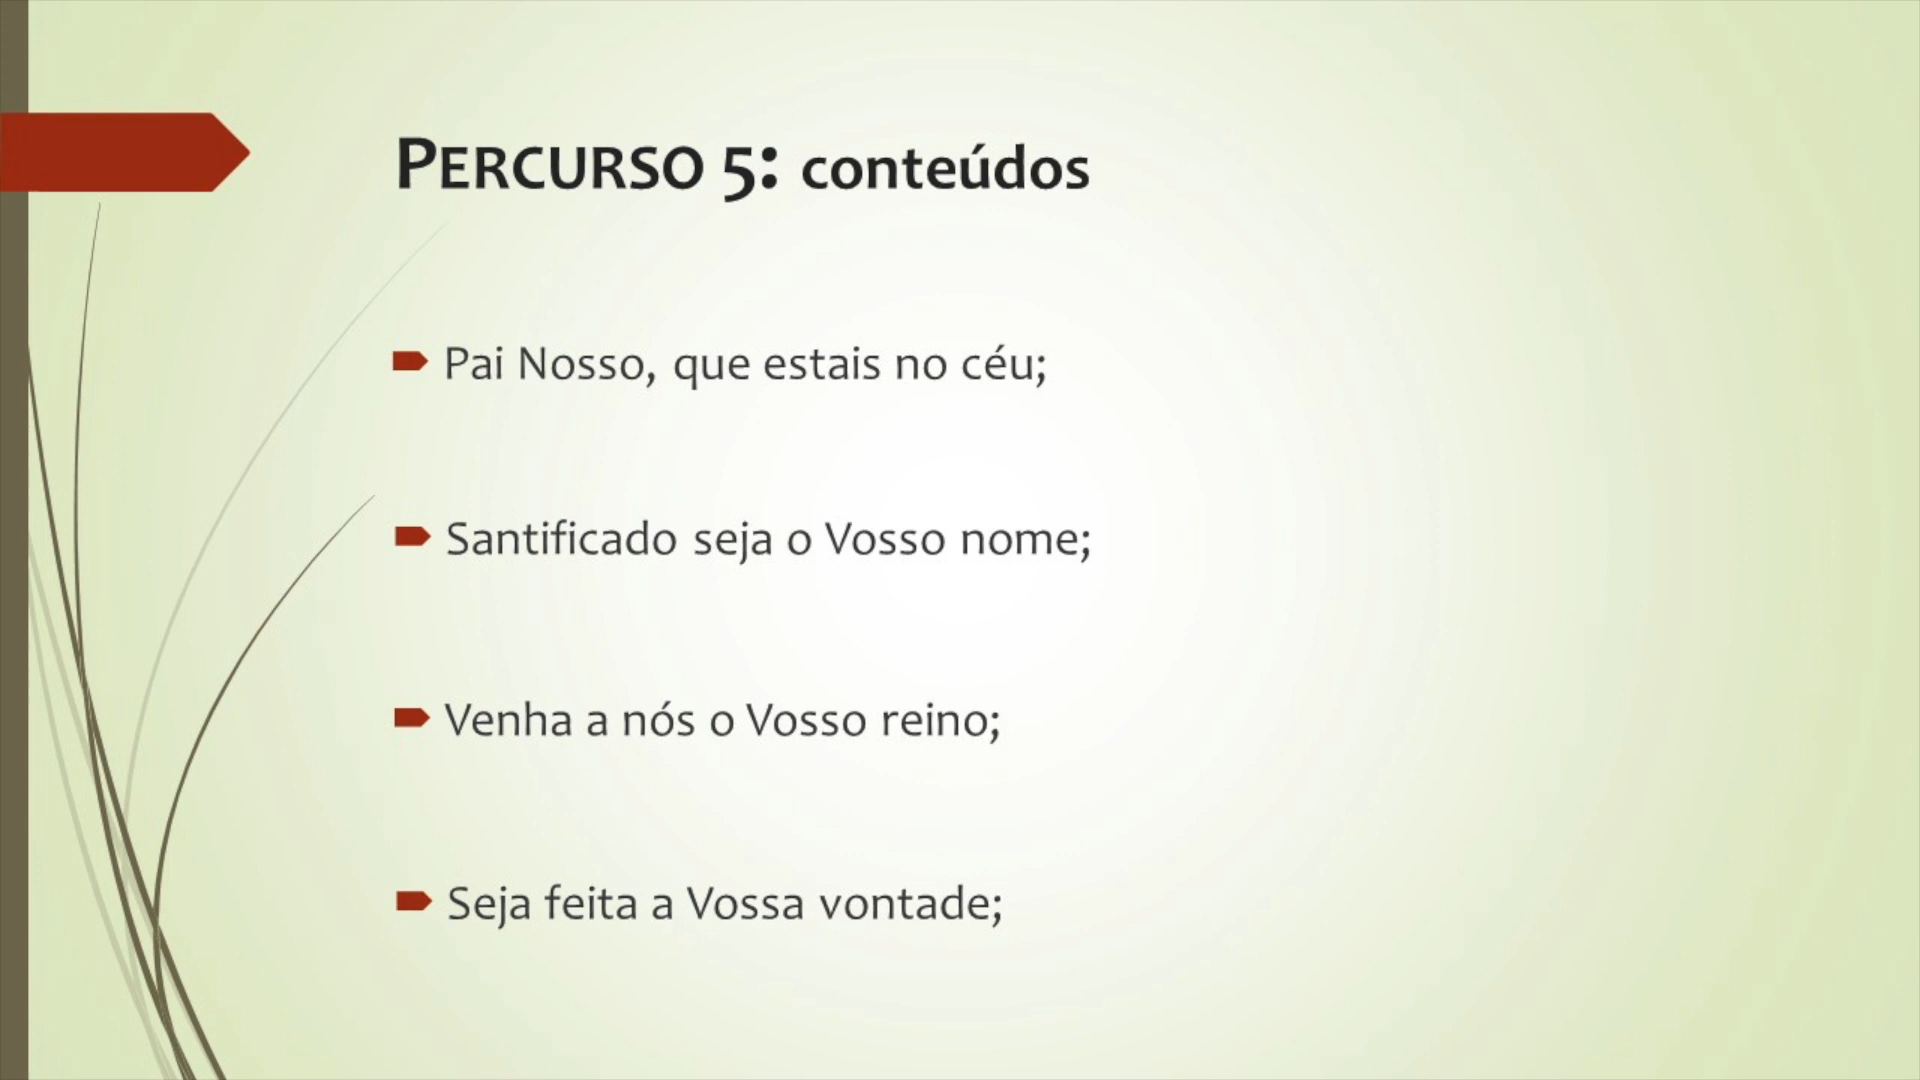 PERCURSO 5: conteúdos
Pai Nosso, que estais no céu;
Santificado seja o Vosso nome;
Venha a nós o Vosso reino;
Seja feita a Vossa vontade;